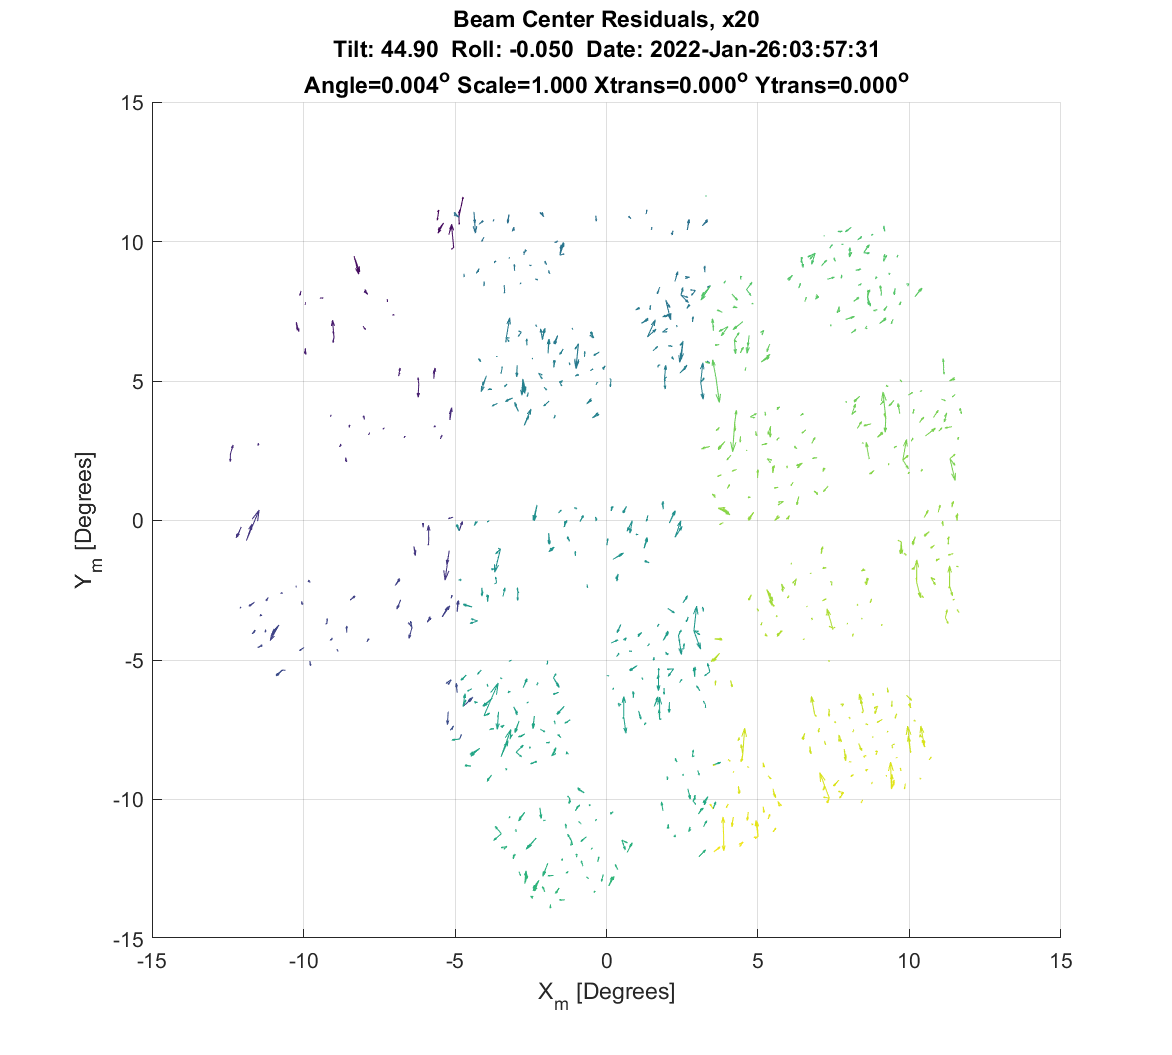 Beam Center Residuals, x20
Tilt: 44.90 Roll: -0.050 Date: 2022-Jan-26:03:57:31
Angle=0.004° Scale=1.000 Xtrans=0.000° Ytrans=0.000°
15
10
5
0
-5
-10
-15
Ym [Degrees]
-15 -10 -5 0 5 10 15
Xm [Degrees]